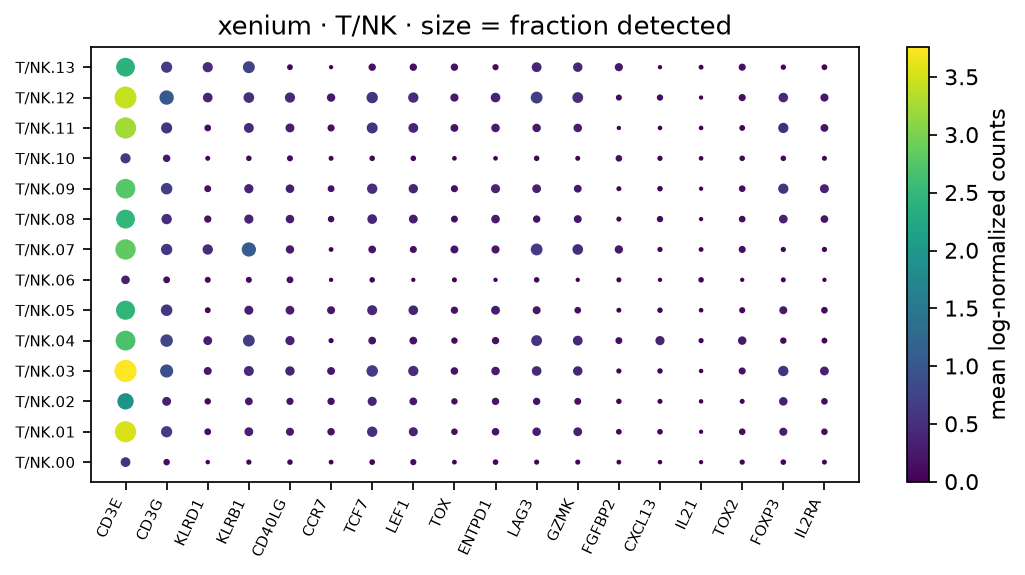 xenium · T/NK · size = fraction detected
T/NK.13
T/NK.12
T/NK.11
T/NK.10
T/NK.09
T/NK.08
T/NK.07
T/NK.06
T/NK.05
T/NK.04
T/NK.03
T/NK.02
T/NK.01
T/NK.00
CD3E
CD3G
KLRD1
KLRB1
CD40LG
CCR7
TCF7
LEF1
TOX
ENTPD1
LAG3
GZMK
FGFBP2
CXCL13
IL21
TOX2
FOXP3
IL2RA
3.5
3.0
2.5
2.0
1.5
1.0
0.5
0.0
mean log-normalized counts